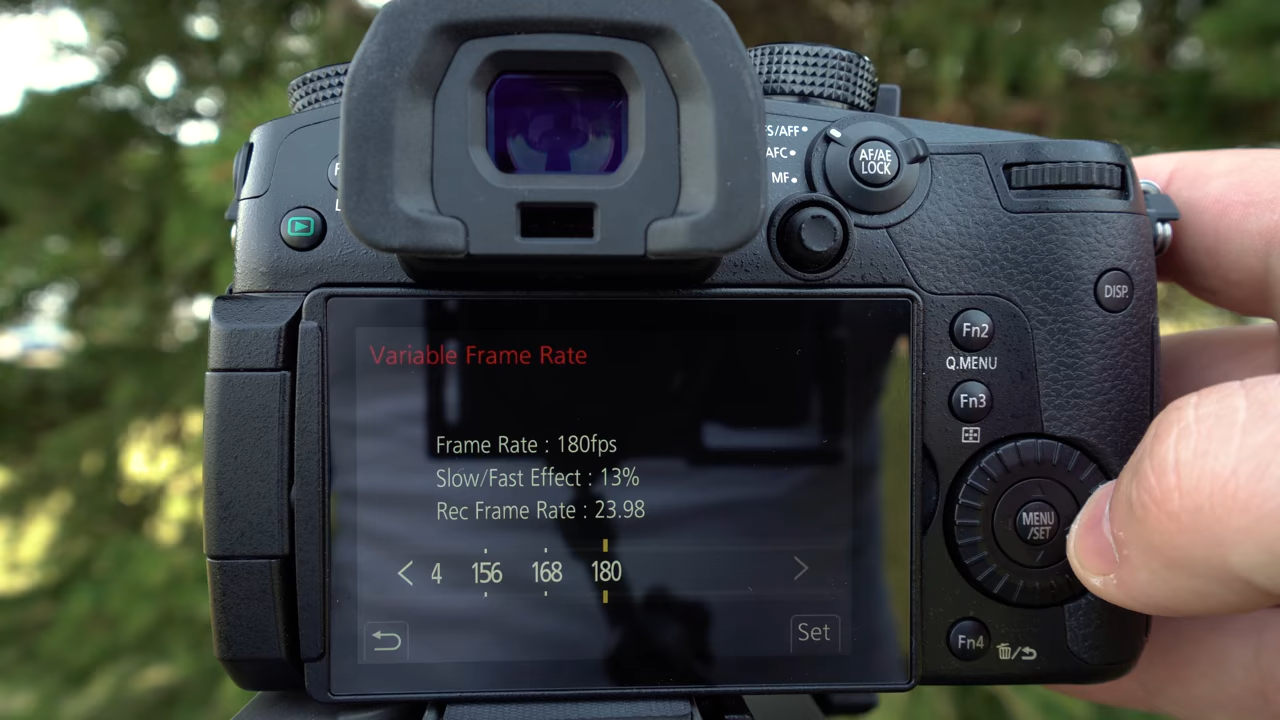 S/AFF
AFC
MF
AF/AE
LOCK
DISP.
Fn2
Q.MENU
Fn3
MENU
/SET
Fn4
Variable Frame Rate
Frame Rate : 180fps
Slow/Fast Effect : 13%
Rec Frame Rate : 23.98
4 156 168 180
Set